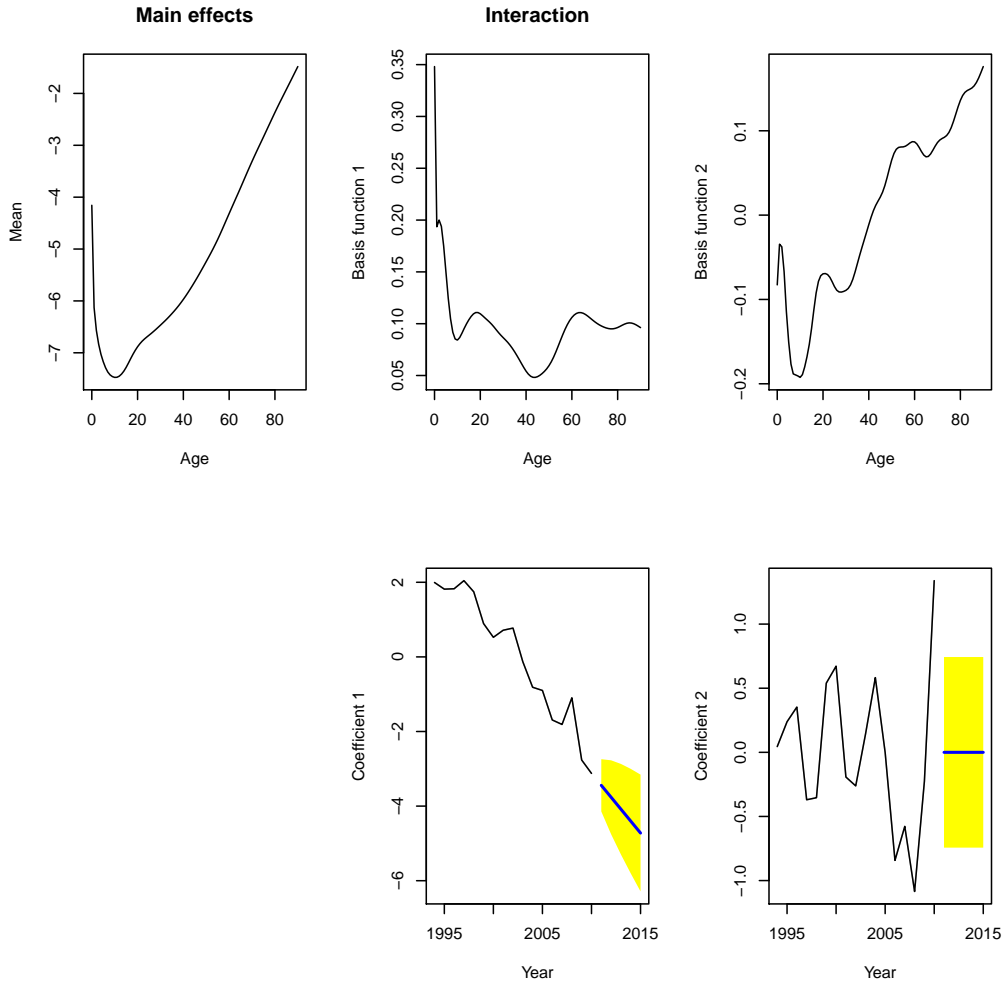 Main effects
Interaction
Mean
−2
−3
−4
−5
−6
−7
0 20 40 60 80
Age
Basis function 1
0.35
0.30
0.25
0.20
0.15
0.10
0.05
0 20 40 60 80
Age
Basis function 2
0.1
0.0
−0.1
−0.2
0 20 40 60 80
Age
Coefficient 1
2
0
−2
−4
−6
1995 2005 2015
Year
Coefficient 2
1.0
0.5
0.0
−0.5
−1.0
1995 2005 2015
Year